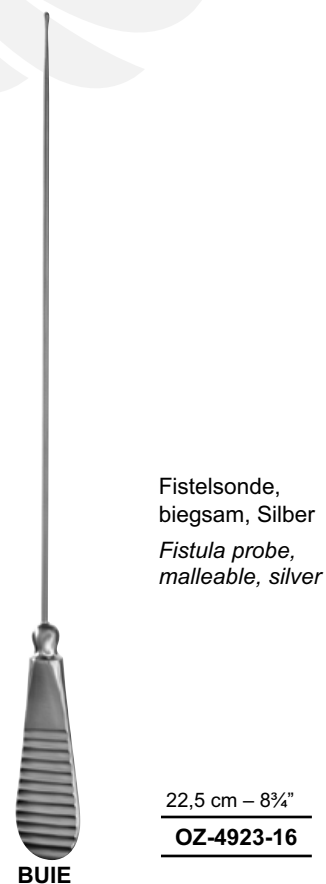 Fistelsonde,
biegsam, Silber
Fistula probe,
malleable, silver
22,5 cm – 8¾”
OZ-4923-16
BUIE